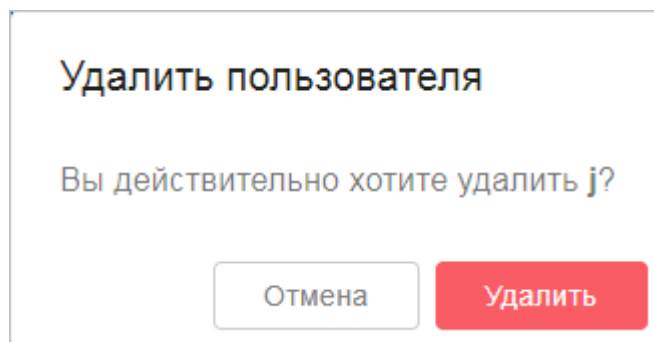 Удалить пользователя
Вы действительно хотите удалить j?
Отмена Удалить